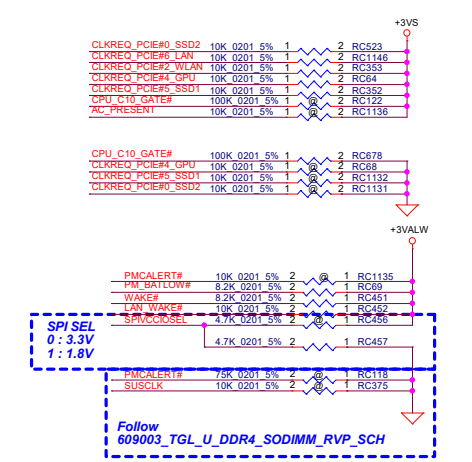 +3VS
CLKREQ_PCIE#0_SSD2 10K_0201_5% 1 2 RC523
CLKREQ_PCIE#6_LAN 10K_0201_5% 1 2 RC1146
CLKREQ_PCIE#2_WLAN 10K_0201_5% 1 2 RC353
CLKREQ_PCIE#4_GPU 10K_0201_5% 1 2 RC64
CLKREQ_PCIE#5_SSD1 10K_0201_5% 1 2 RC352
CPU_C10_GATE# 100K_0201_5% 1 @ 2 RC122
AC_PRESENT 10K_0201_5% 1 @ 2 RC1136
CPU_C10_GATE# 100K_0201_5% 1 @ 2 RC678
CLKREQ_PCIE#4_GPU 10K_0201_5% 1 @ 2 RC68
CLKREQ_PCIE#5_SSD1 10K_0201_5% 1 @ 2 RC1132
CLKREQ_PCIE#0_SSD2 10K_0201_5% 1 @ 2 RC1131
+3VALW
PMCALERT# 10K_0201_5% 2 @ 1 RC1135
PM_BATLOW# 8.2K_0201_5% 2 1 RC69
WAKE# 8.2K_0201_5% 2 1 RC451
LAN_WAKE# 10K_0201_5% 2 1 RC452
SPIVCCIOSEL 4.7K_0201_5% 2 @ 1 RC456
SPI SEL
0 : 3.3V
1 : 1.8V
4.7K_0201_5% 2 1 RC457
PMCALERT# 75K_0201_5% 2 @ 1 RC118
SUSCLK 10K_0201_5% 2 @ 1 RC375
Follow
609003_TGL_U_DDR4_SODIMM_RVP_SCH